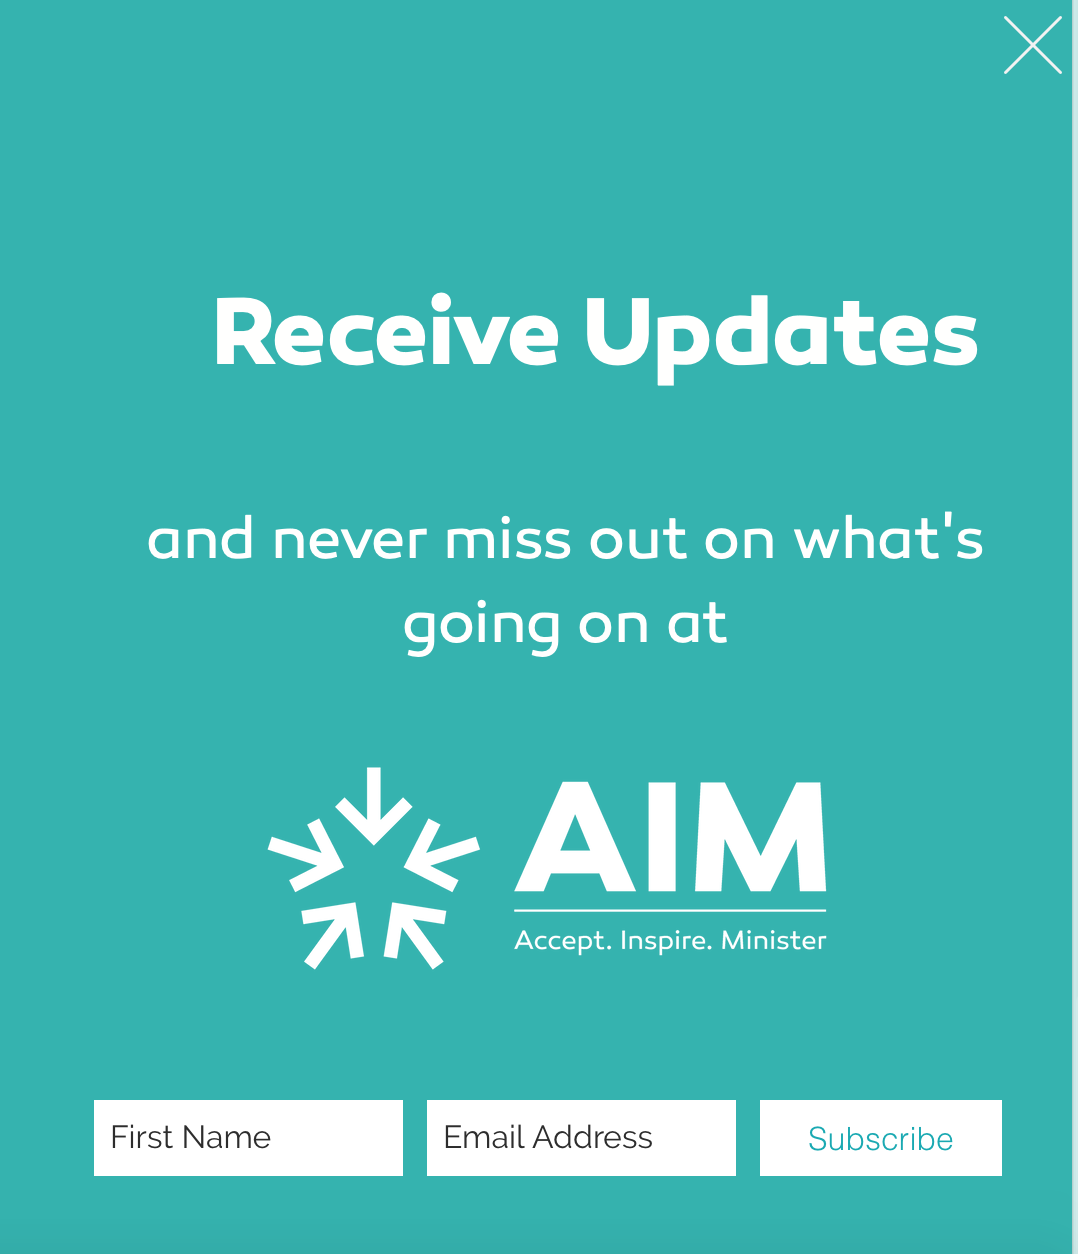 Receive Updates
and never miss out on what's
going on at
AIM
Accept. Inspire. Minister
First Name
Email Address
Subscribe